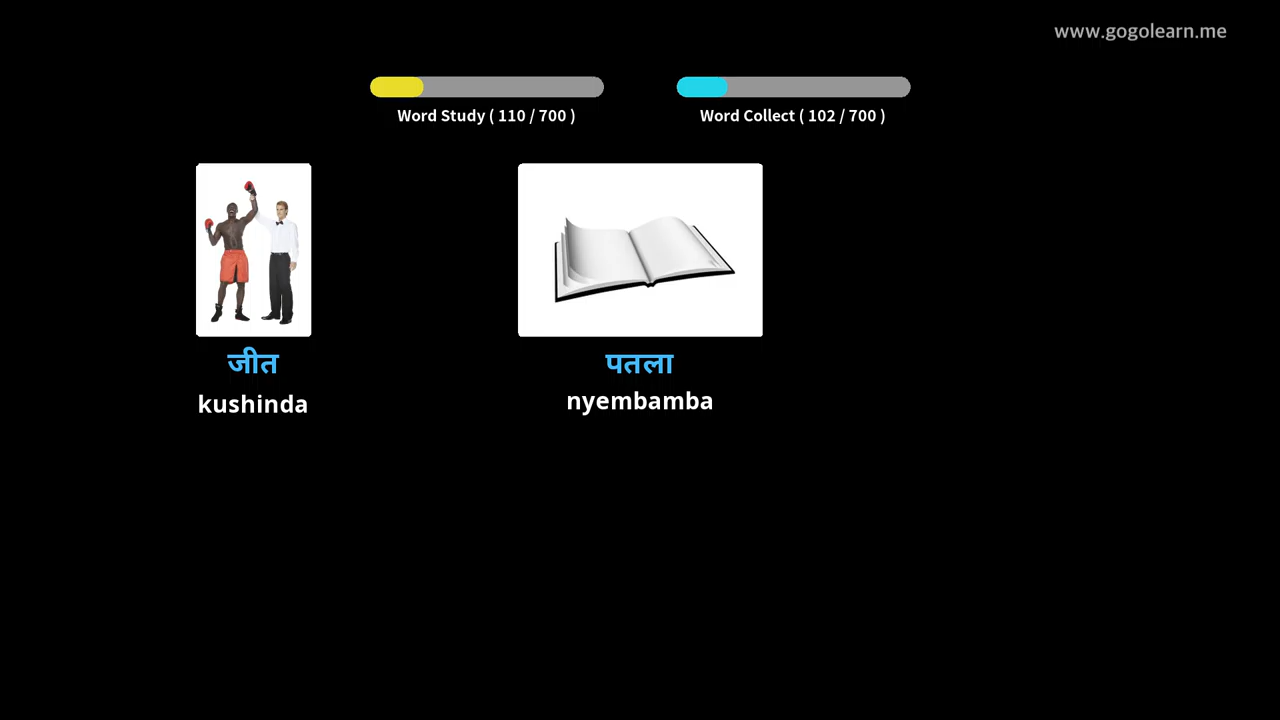 www.gogolearn.me
Word Study ( 110 / 700 )
Word Collect ( 102 / 700 )
जीत
पतला
kushinda
nyembamba